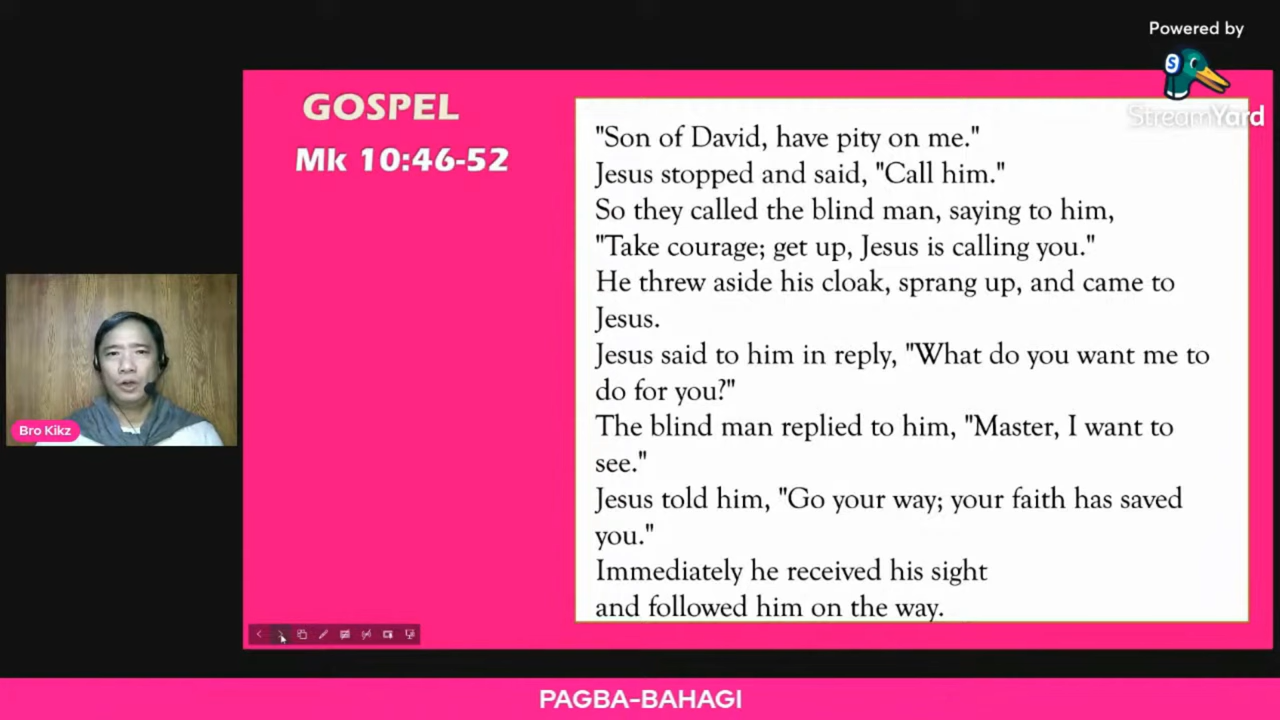 Powered by
S
StreamYard
GOSPEL
Mk 10:46-52
"Son of David, have pity on me."
Jesus stopped and said, "Call him."
So they called the blind man, saying to him,
"Take courage; get up, Jesus is calling you."
He threw aside his cloak, sprang up, and came to
Jesus.
Jesus said to him in reply, "What do you want me to
do for you?"
The blind man replied to him, "Master, I want to
see."
Jesus told him, "Go your way; your faith has saved
you."
Immediately he received his sight
and followed him on the way.
Bro Kikz
PAGBA-BAHAGI